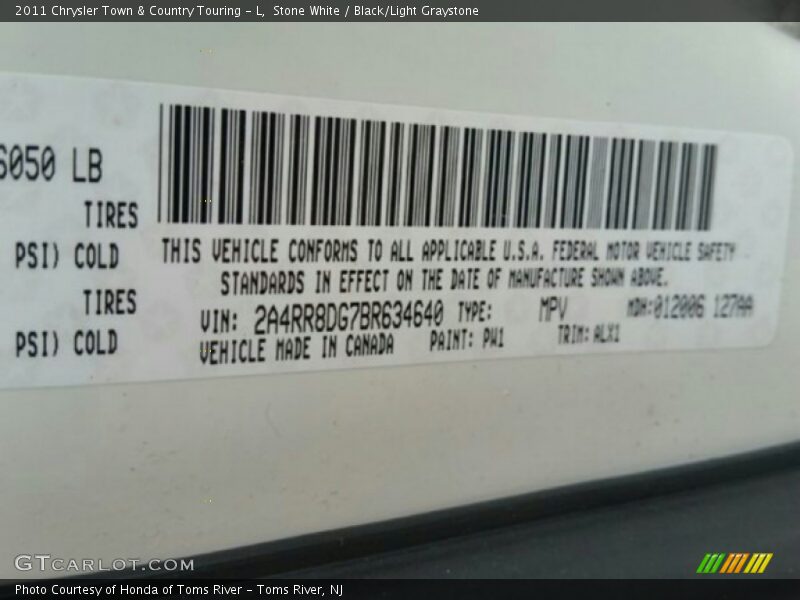 2011 Chrysler Town & Country Touring - L, Stone White / Black/Light Graystone
6050 LB
TIRES
PSI) COLD
TIRES
PSI) COLD
THIS VEHICLE CONFORMS TO ALL APPLICABLE U.S.A. FEDERAL MOTOR VEHICLE SAFETY
STANDARDS IN EFFECT ON THE DATE OF MANUFACTURE SHOWN ABOVE.
VIN: 2A4RR8DG7BR634640 TYPE: MPV MDH:012006 127AA
VEHICLE MADE IN CANADA PAINT: PW1 TRIM: ALX1
GTCARLOT.COM
Photo Courtesy of Honda of Toms River - Toms River, NJ